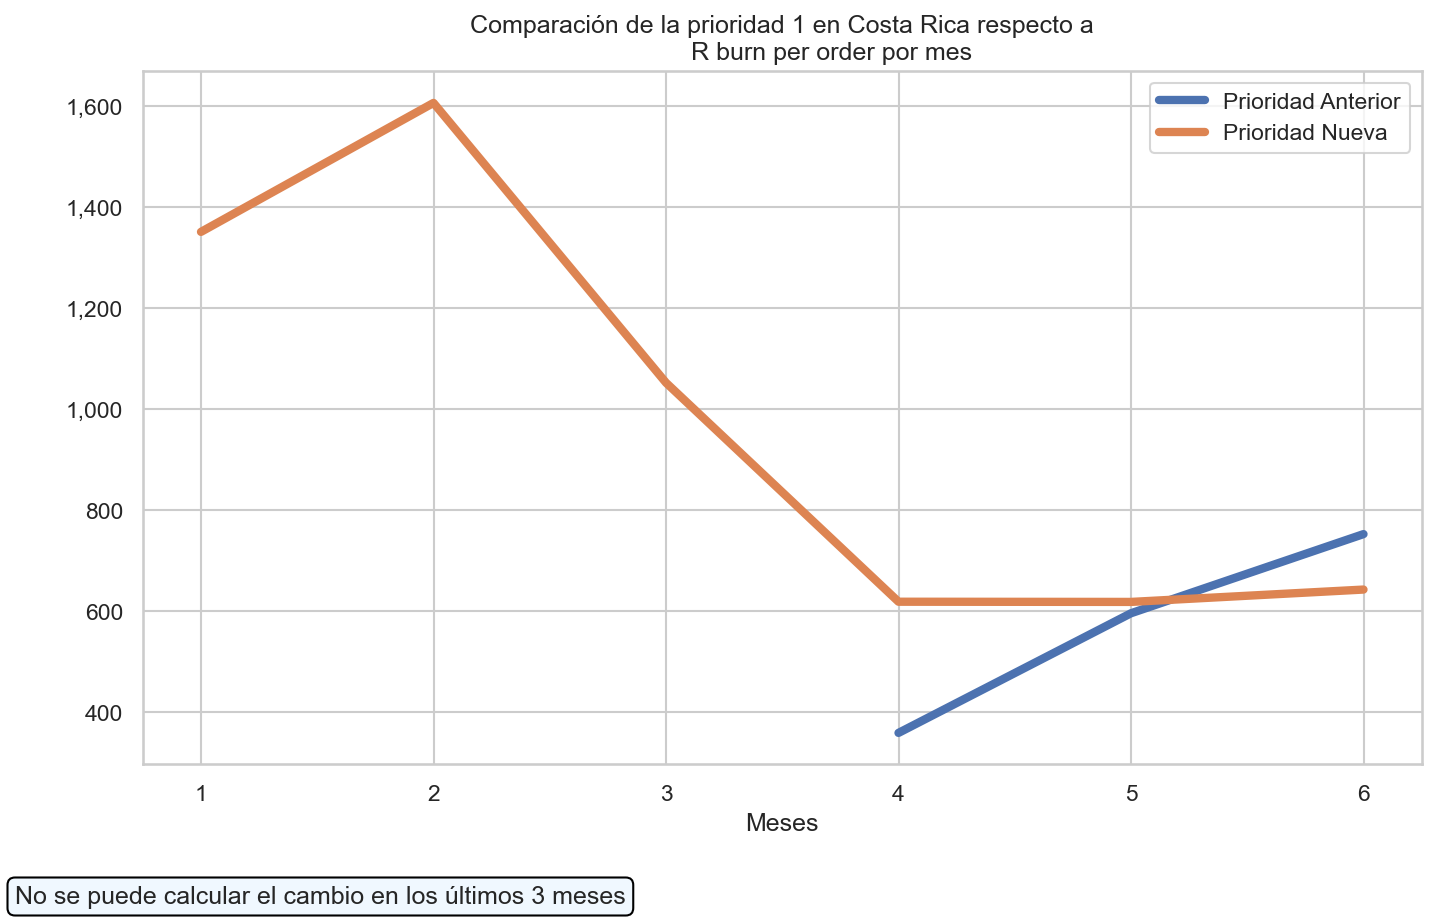 Comparación de la prioridad 1 en Costa Rica respecto a
R burn per order por mes
Prioridad Anterior
Prioridad Nueva
1,600
1,400
1,200
1,000
800
600
400
1 2 3 4 5 6
Meses
No se puede calcular el cambio en los últimos 3 meses